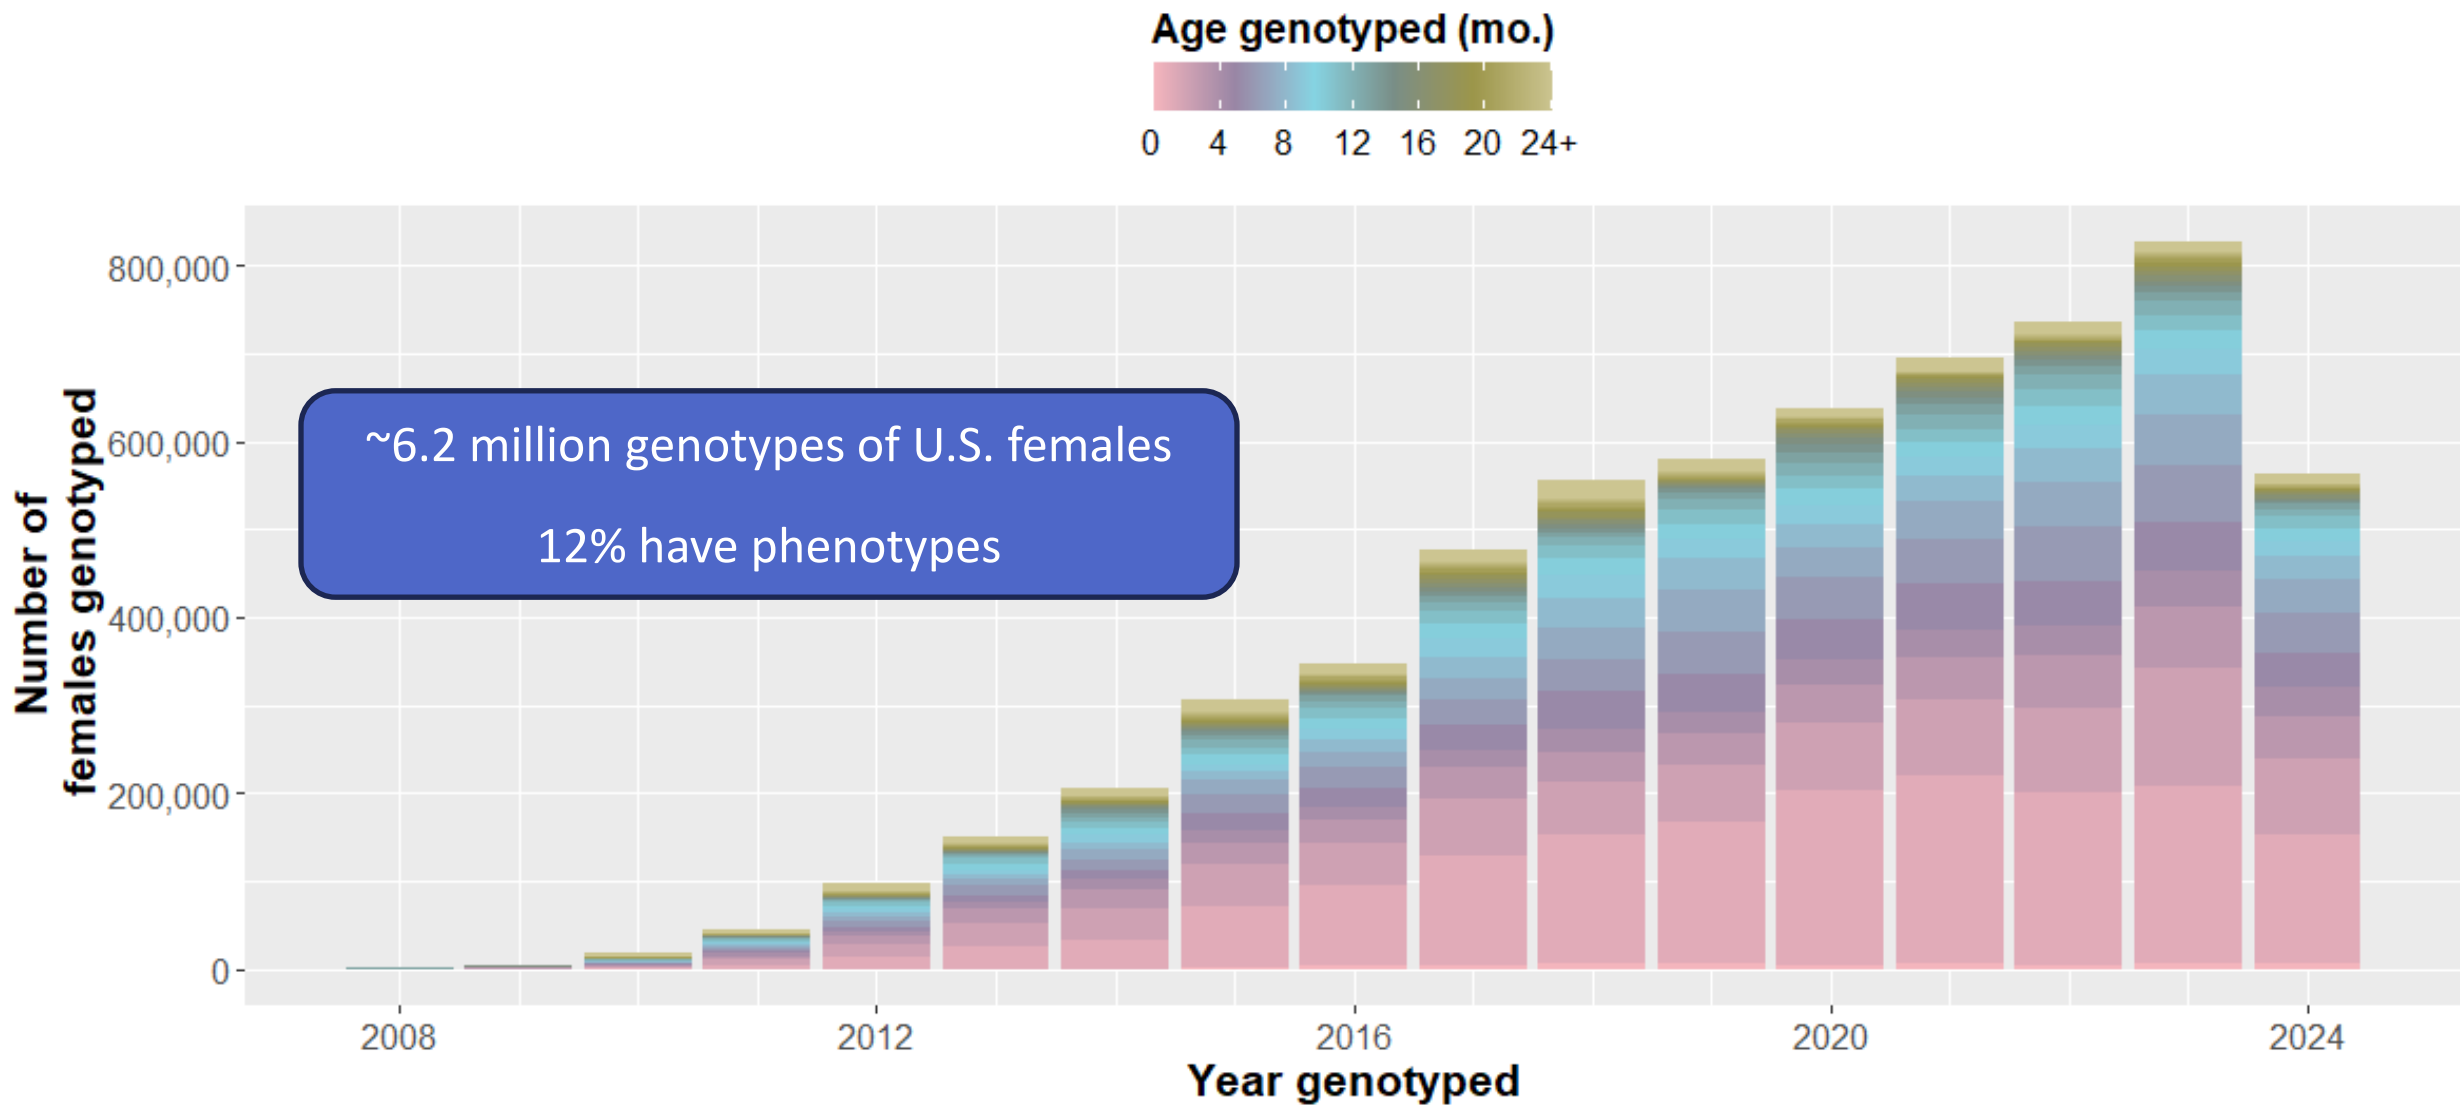 Age genotyped (mo.)
0 4 8 12 16 20 24+
Number of
females genotyped
800,000
600,000
400,000
200,000
0
~6.2 million genotypes of U.S. females
12% have phenotypes
2008 2012 2016 2020 2024
Year genotyped